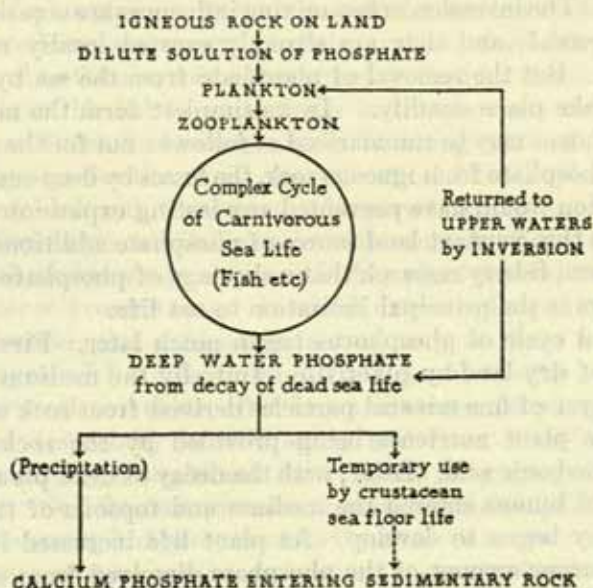 IGNEOUS ROCK ON LAND
DILUTE SOLUTION OF PHOSPHATE
PLANKTON
ZOOPLANKTON
Complex Cycle
of Carnivorous
Sea Life
(Fish etc)
Returned to
UPPER WATERS
by INVERSION
DEEP WATER PHOSPHATE
from decay of dead sea life
(Precipitation)
Temporary use
by crustacean
sea floor life
CALCIUM PHOSPHATE ENTERING SEDIMENTARY ROCK